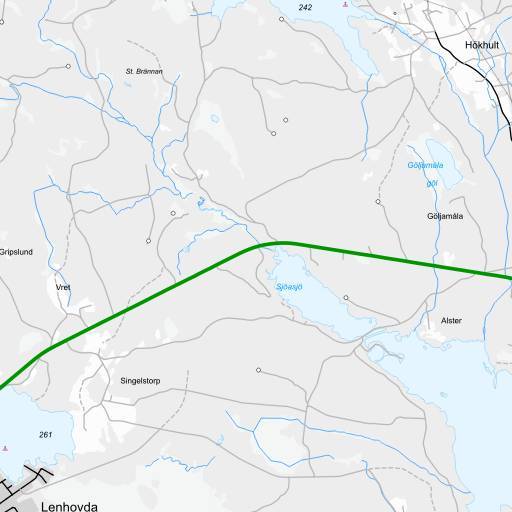 242
Hökhult
St. Brännan
Göljamåla
göl
Göljamåla
Gripslund
Vret
Sjöasjö
Alster
Singelstorp
261
Lenhovda